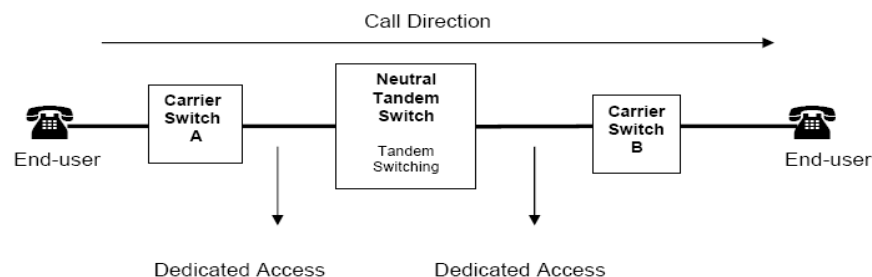 Call Direction
Neutral
Tandem
Switch
Tandem
Switching
Carrier
Switch
A
Carrier
Switch
B
End-user
End-user
Dedicated Access
Dedicated Access